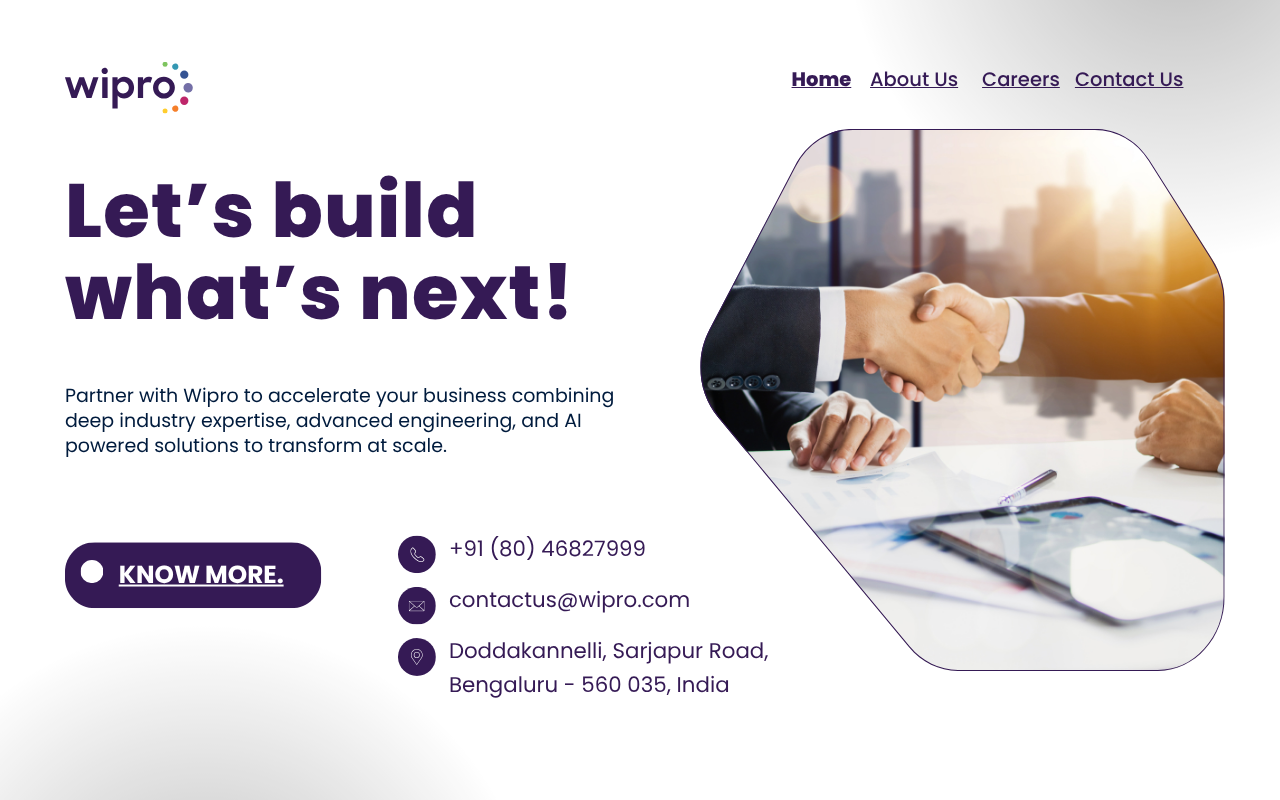 wipro
Home About Us Careers Contact Us
Let’s build
what’s next!
Partner with Wipro to accelerate your business combining
deep industry expertise, advanced engineering, and AI
powered solutions to transform at scale.
KNOW MORE.
+91 (80) 46827999
contactus@wipro.com
Doddakannelli, Sarjapur Road,
Bengaluru - 560 035, India